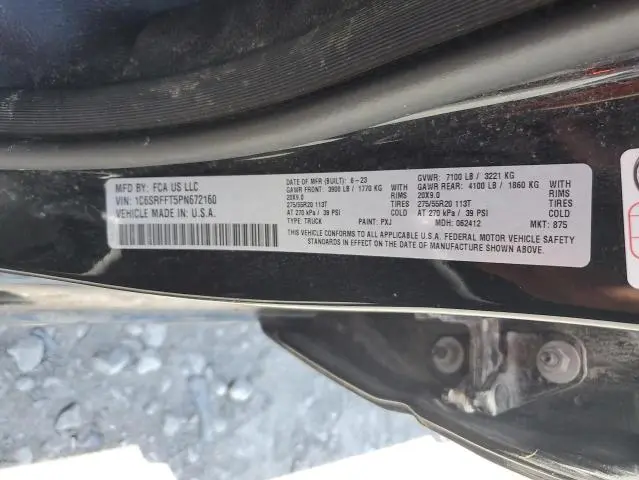 MFD BY: FCA US LLC
VIN: 1C6SRFFT5PN672160
VEHICLE MADE IN U.S.A.
DATE OF MFR (BUILT): 6-23
GAWR FRONT: 3900 LB / 1770 KG WITH
20X9.0 RIMS
275/55R20 113T TIRES
AT 270 kPa / 39 PSI COLD
TYPE: TRUCK PAINT: PXJ
GVWR: 7100 LB / 3221 KG
GAWR REAR: 4100 LB / 1860 KG WITH
20X9.0 RIMS
275/55R20 113T TIRES
AT 270 kPa / 39 PSI COLD
MDH: 062412 MKT: 875
THIS VEHICLE CONFORMS TO ALL APPLICABLE U.S.A. FEDERAL MOTOR VEHICLE SAFETY
STANDARDS IN EFFECT ON THE DATE OF MANUFACTURE SHOWN ABOVE.